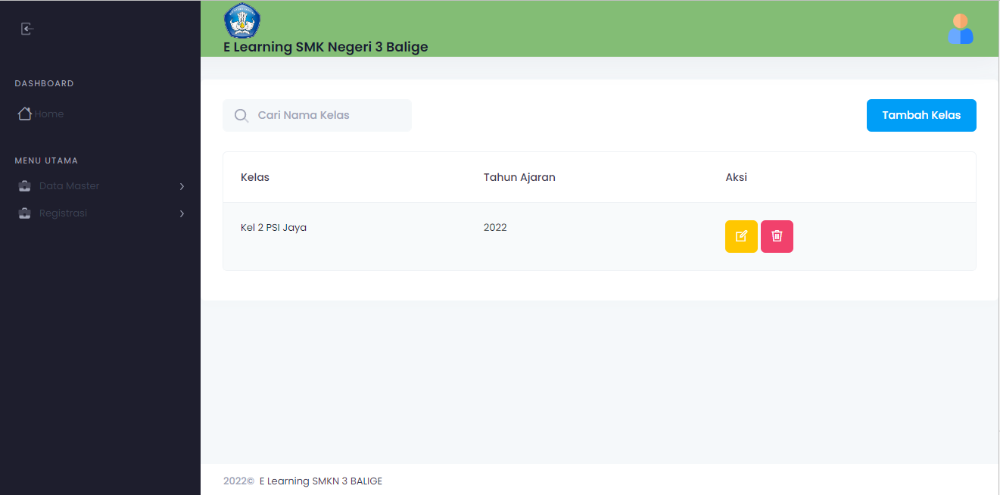 E Learning SMK Negeri 3 Balige
DASHBOARD
Home
MENU UTAMA
Data Master
Registrasi
Cari Nama Kelas
Tambah Kelas
Kelas Tahun Ajaran Aksi
Kel 2 PSI Jaya 2022
2022© E Learning SMKN 3 BALIGE